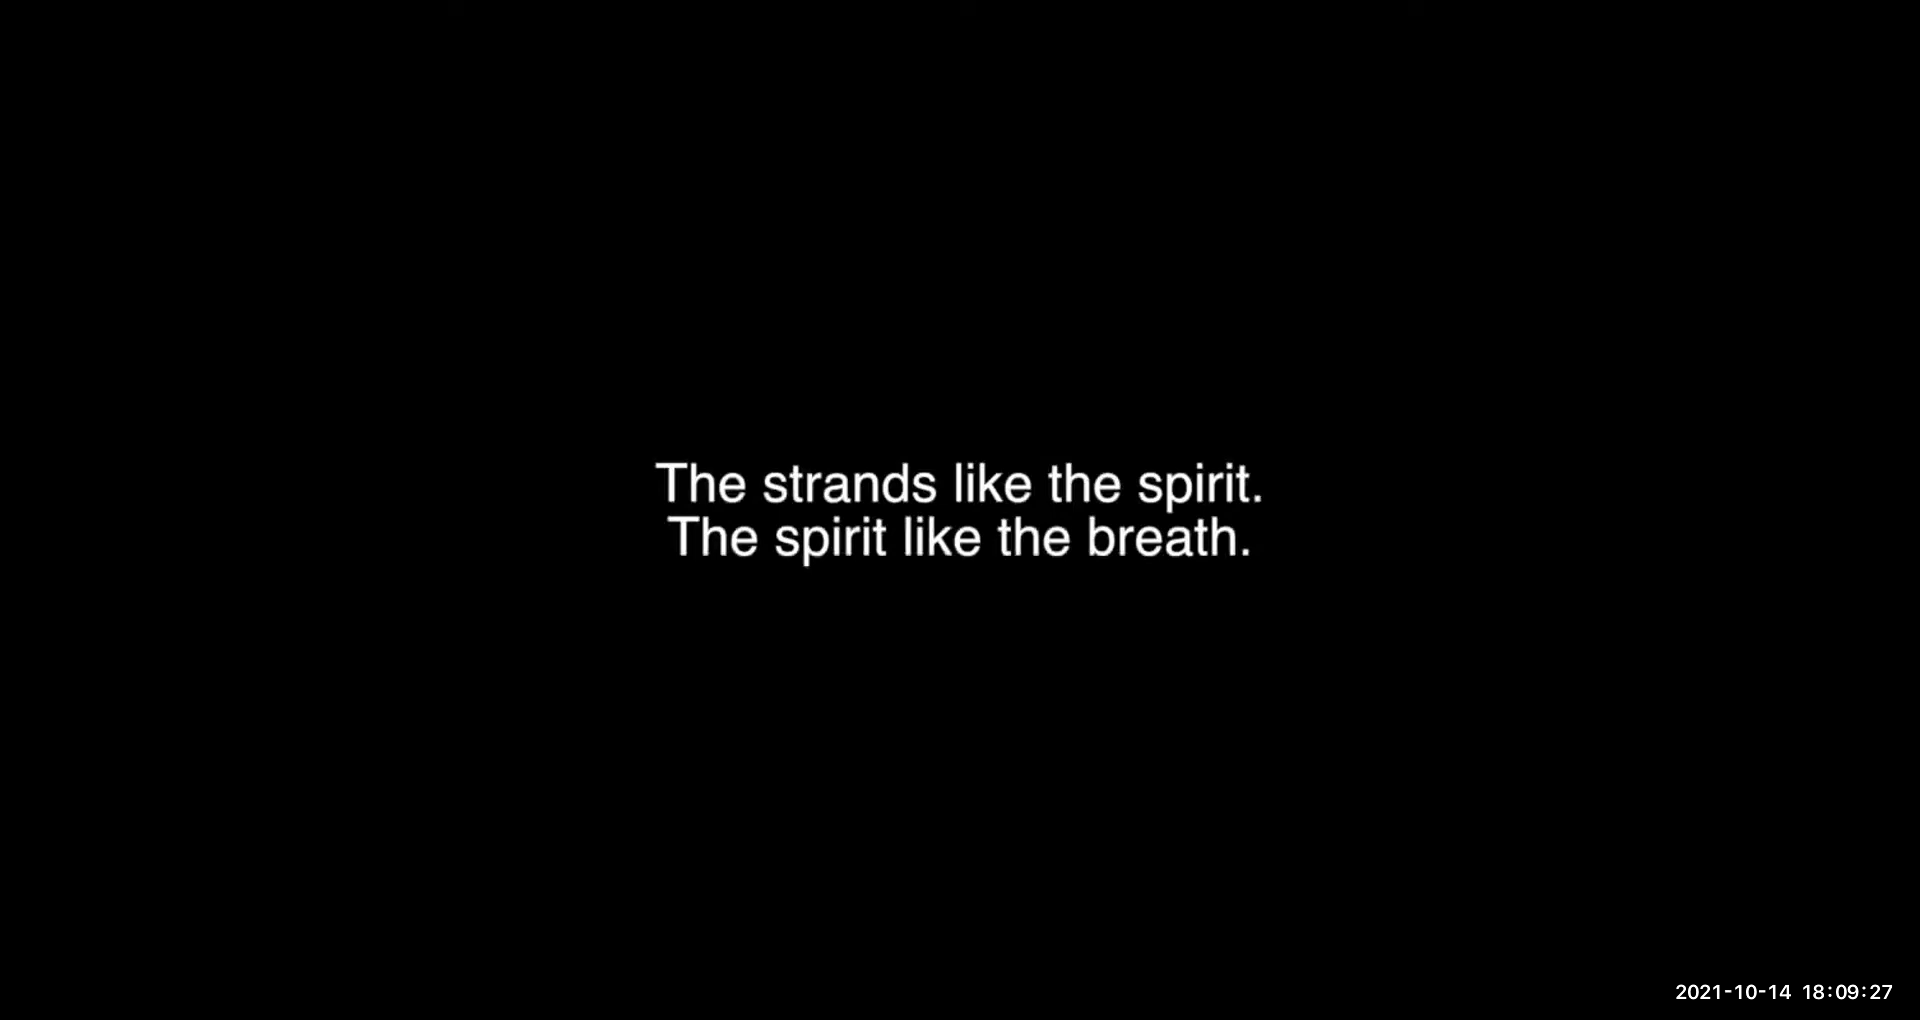 The strands like the spirit.
The spirit like the breath.
2021-10-14 18:09:27